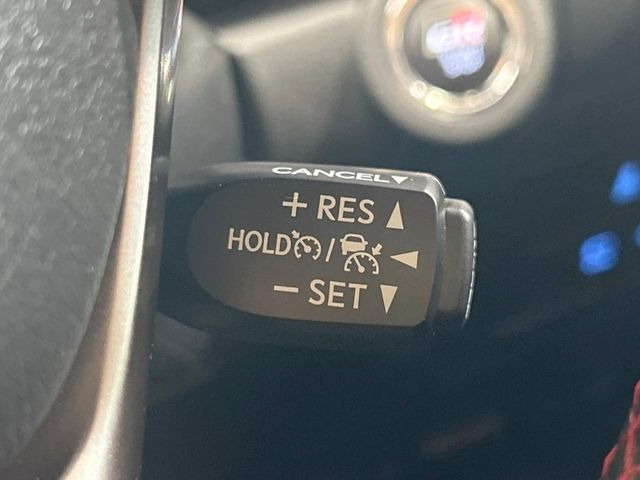 CANCEL▼
+ RES ▲
HOLD / ◀
− SET ▼